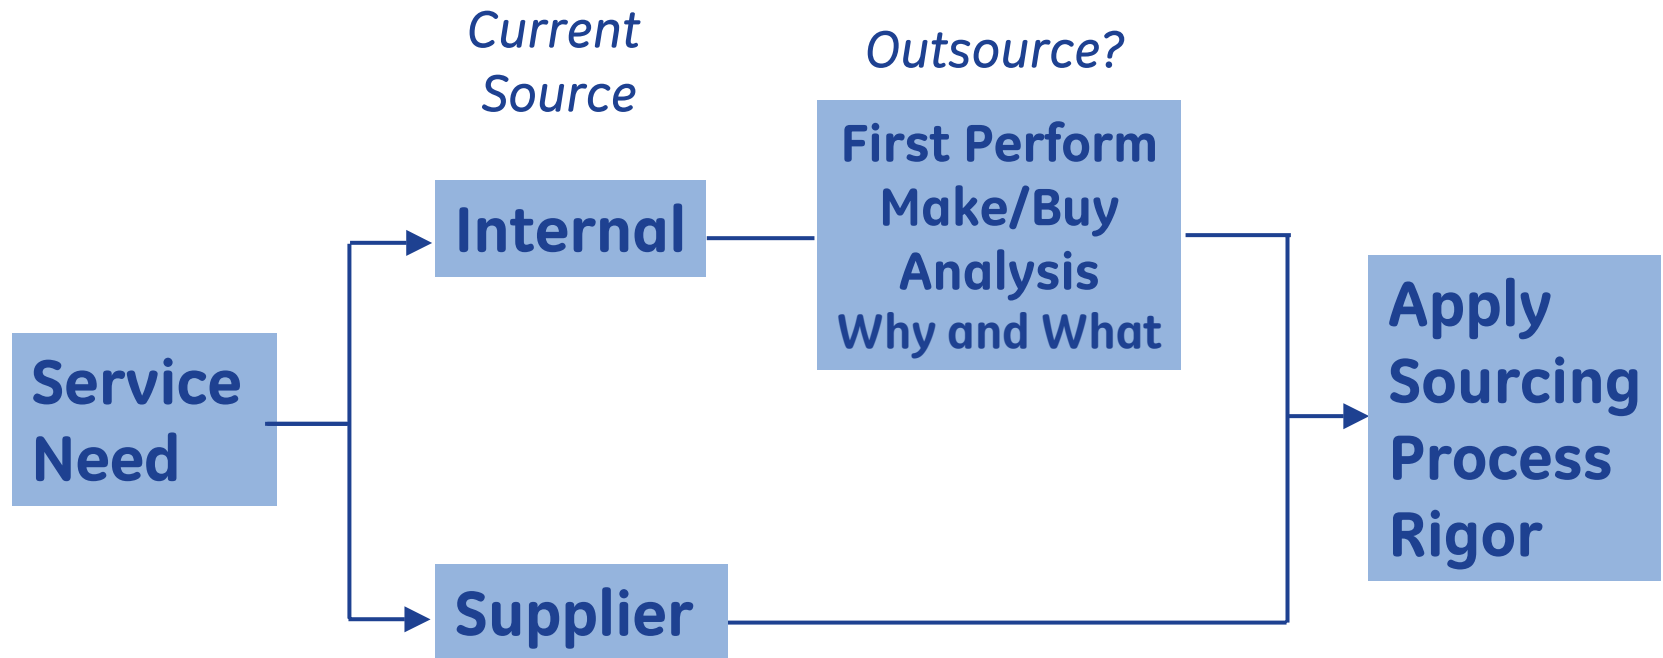 Current
Source
Outsource?
First Perform
Make/Buy
Analysis
Why and What
Internal
Service
Need
Supplier
Apply
Sourcing
Process
Rigor